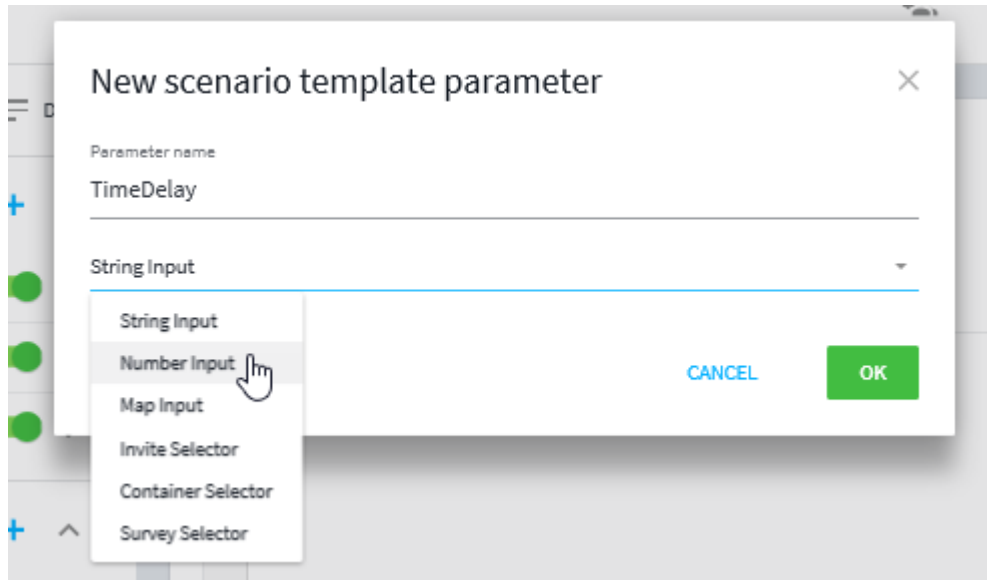 New scenario template parameter
Parameter name
TimeDelay
String Input
String Input
Number Input
Map Input
Invite Selector
Container Selector
Survey Selector
CANCEL
OK